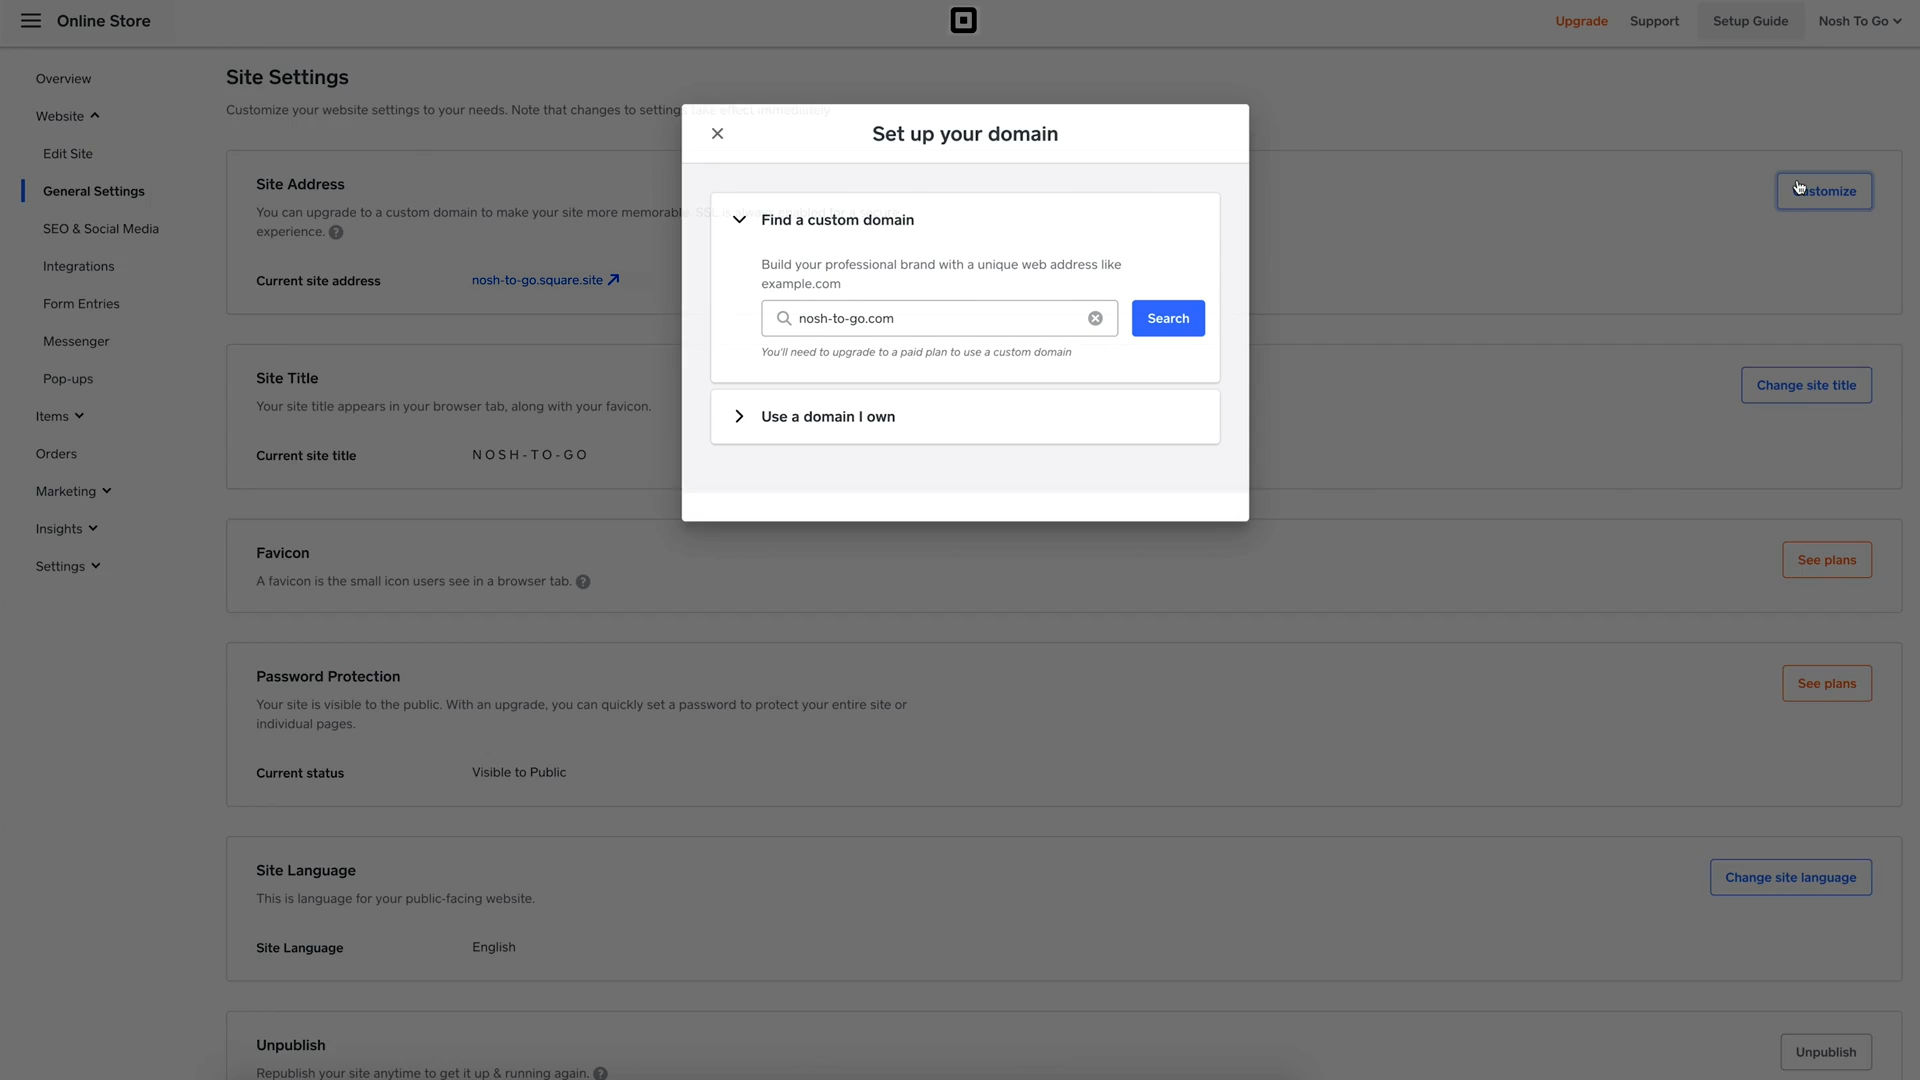 Online Store
Upgrade
Support
Setup Guide
Nosh To Go
Overview
Website
Edit Site
General Settings
SEO & Social Media
Integrations
Form Entries
Messenger
Pop-ups
Items
Orders
Marketing
Insights
Settings
Site Settings
Customize your website settings to your needs. Note that changes to settings take effect immediately
Site Address
You can upgrade to a custom domain to make your site more memorable. SSL is
experience.
Current site address
nosh-to-go.square.site
Site Title
Your site title appears in your browser tab, along with your favicon.
Current site title
NOSH-TO-GO
Change site title
Favicon
A favicon is the small icon users see in a browser tab.
See plans
Password Protection
Your site is visible to the public. With an upgrade, you can quickly set a password to protect your entire site or
individual pages.
Current status
Visible to Public
See plans
Site Language
This is language for your public-facing website.
Site Language
English
Change site language
Unpublish
Republish your site anytime to get it up & running again.
Unpublish
Set up your domain
Find a custom domain
Build your professional brand with a unique web address like
example.com
nosh-to-go.com
Search
You'll need to upgrade to a paid plan to use a custom domain
Use a domain I own
Customize